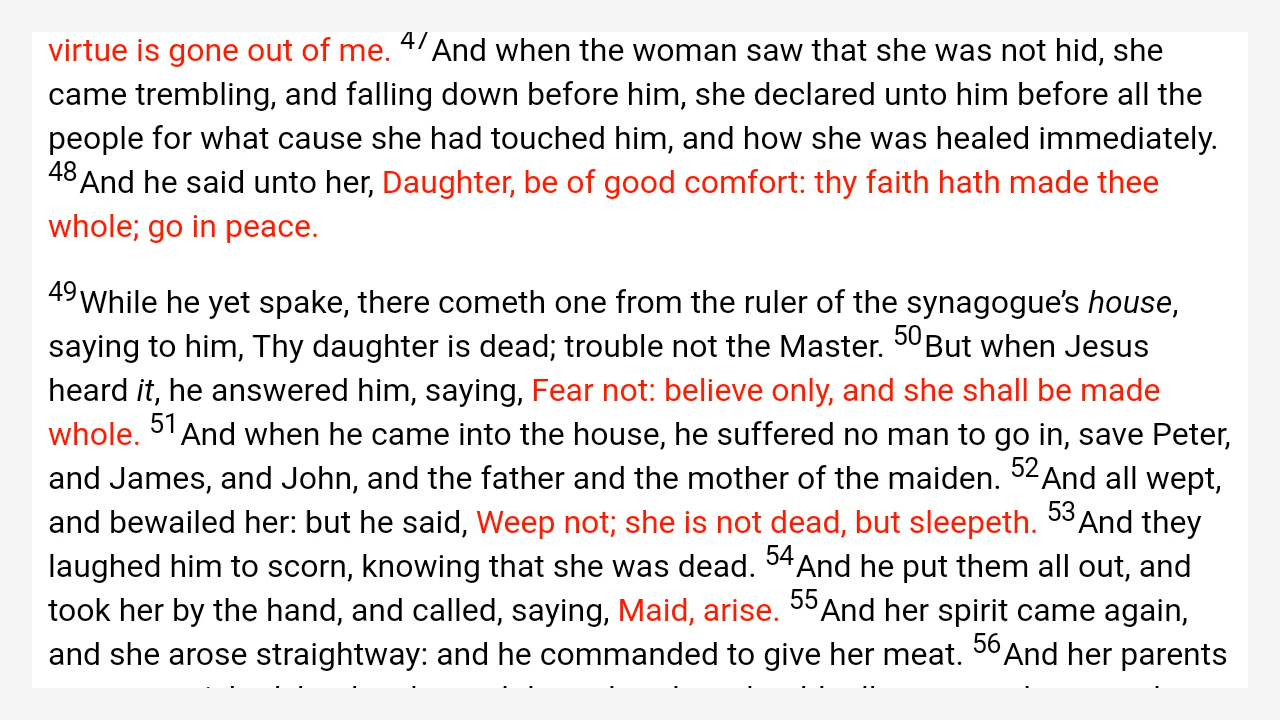 virtue is gone out of me. 47And when the woman saw that she was not hid, she
came trembling, and falling down before him, she declared unto him before all the
people for what cause she had touched him, and how she was healed immediately.
48And he said unto her, Daughter, be of good comfort: thy faith hath made thee
whole; go in peace.
49While he yet spake, there cometh one from the ruler of the synagogue’s house,
saying to him, Thy daughter is dead; trouble not the Master. 50But when Jesus
heard it, he answered him, saying, Fear not: believe only, and she shall be made
whole. 51And when he came into the house, he suffered no man to go in, save Peter,
and James, and John, and the father and the mother of the maiden. 52And all wept,
and bewailed her: but he said, Weep not; she is not dead, but sleepeth. 53And they
laughed him to scorn, knowing that she was dead. 54And he put them all out, and
took her by the hand, and called, saying, Maid, arise. 55And her spirit came again,
and she arose straightway: and he commanded to give her meat. 56And her parents